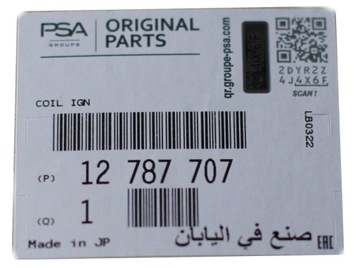 PSA
GROUPE
ORIGINAL
PARTS
qr.groupe-psa.com
2DYR2Z
4J4X6F
SCAN!
COIL IGN
LB0322
(P) 12 787 707
(Q) 1
Made in JP
صنع في اليابان
EAC